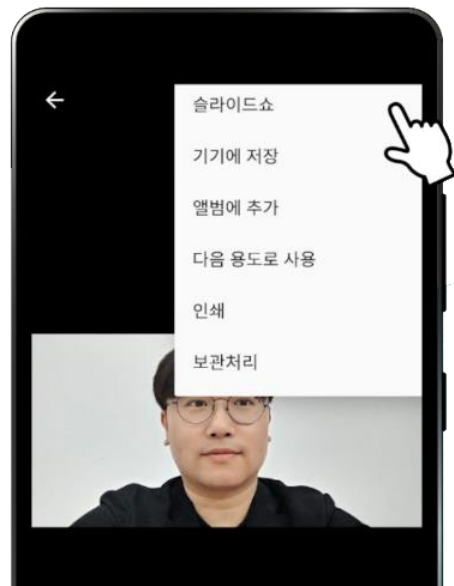 슬라이드쇼
기기에 저장
앨범에 추가
다음 용도로 사용
인쇄
보관처리